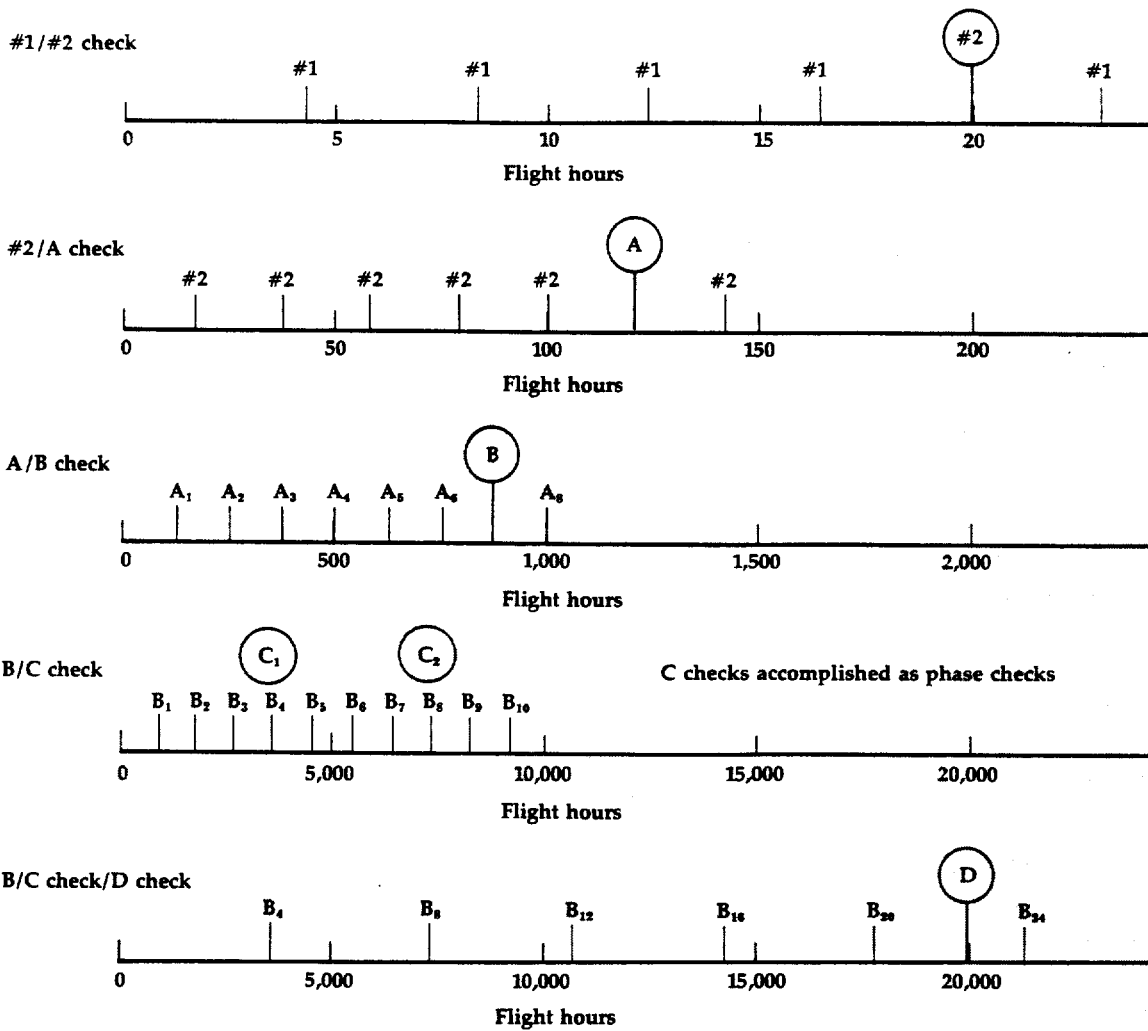 #1/#2 check
#2
#1 #1 #1 #1 #1
0 5 10 15 20
Flight hours
#2/A check
A
#2 #2 #2 #2 #2 #2
0 50 100 150 200
Flight hours
A/B check
B
A₁ A₂ A₃ A₄ A₅ A₆ A₈
0 500 1,000 1,500 2,000
Flight hours
B/C check
C₁ C₂
C checks accomplished as phase checks
B₁ B₂ B₃ B₄ B₅ B₆ B₇ B₈ B₉ B₁₀
0 5,000 10,000 15,000 20,000
Flight hours
B/C check/D check
D
B₄ B₈ B₁₂ B₁₆ B₂₀ B₂₄
0 5,000 10,000 15,000 20,000
Flight hours